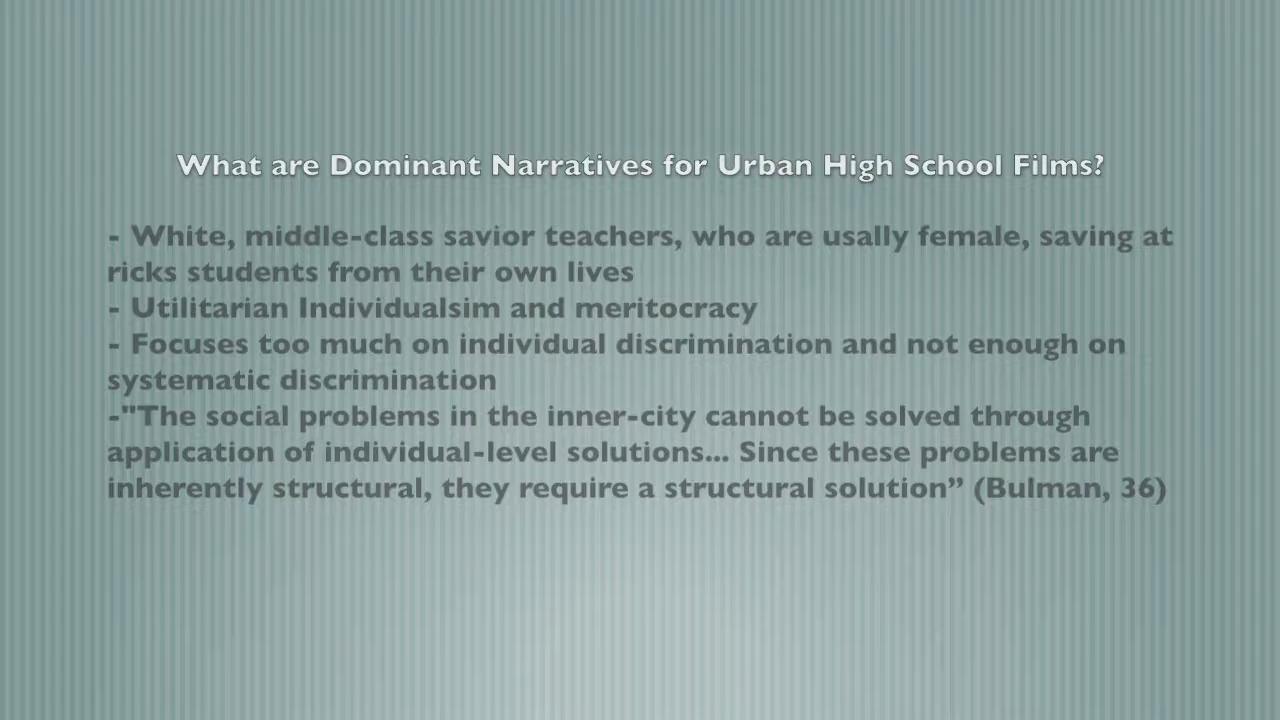 What are Dominant Narratives for Urban High School Films?
- White, middle-class savior teachers, who are usally female, saving at
ricks students from their own lives
- Utilitarian Individualsim and meritocracy
- Focuses too much on individual discrimination and not enough on
systematic discrimination
-"The social problems in the inner-city cannot be solved through
application of individual-level solutions... Since these problems are
inherently structural, they require a structural solution” (Bulman, 36)